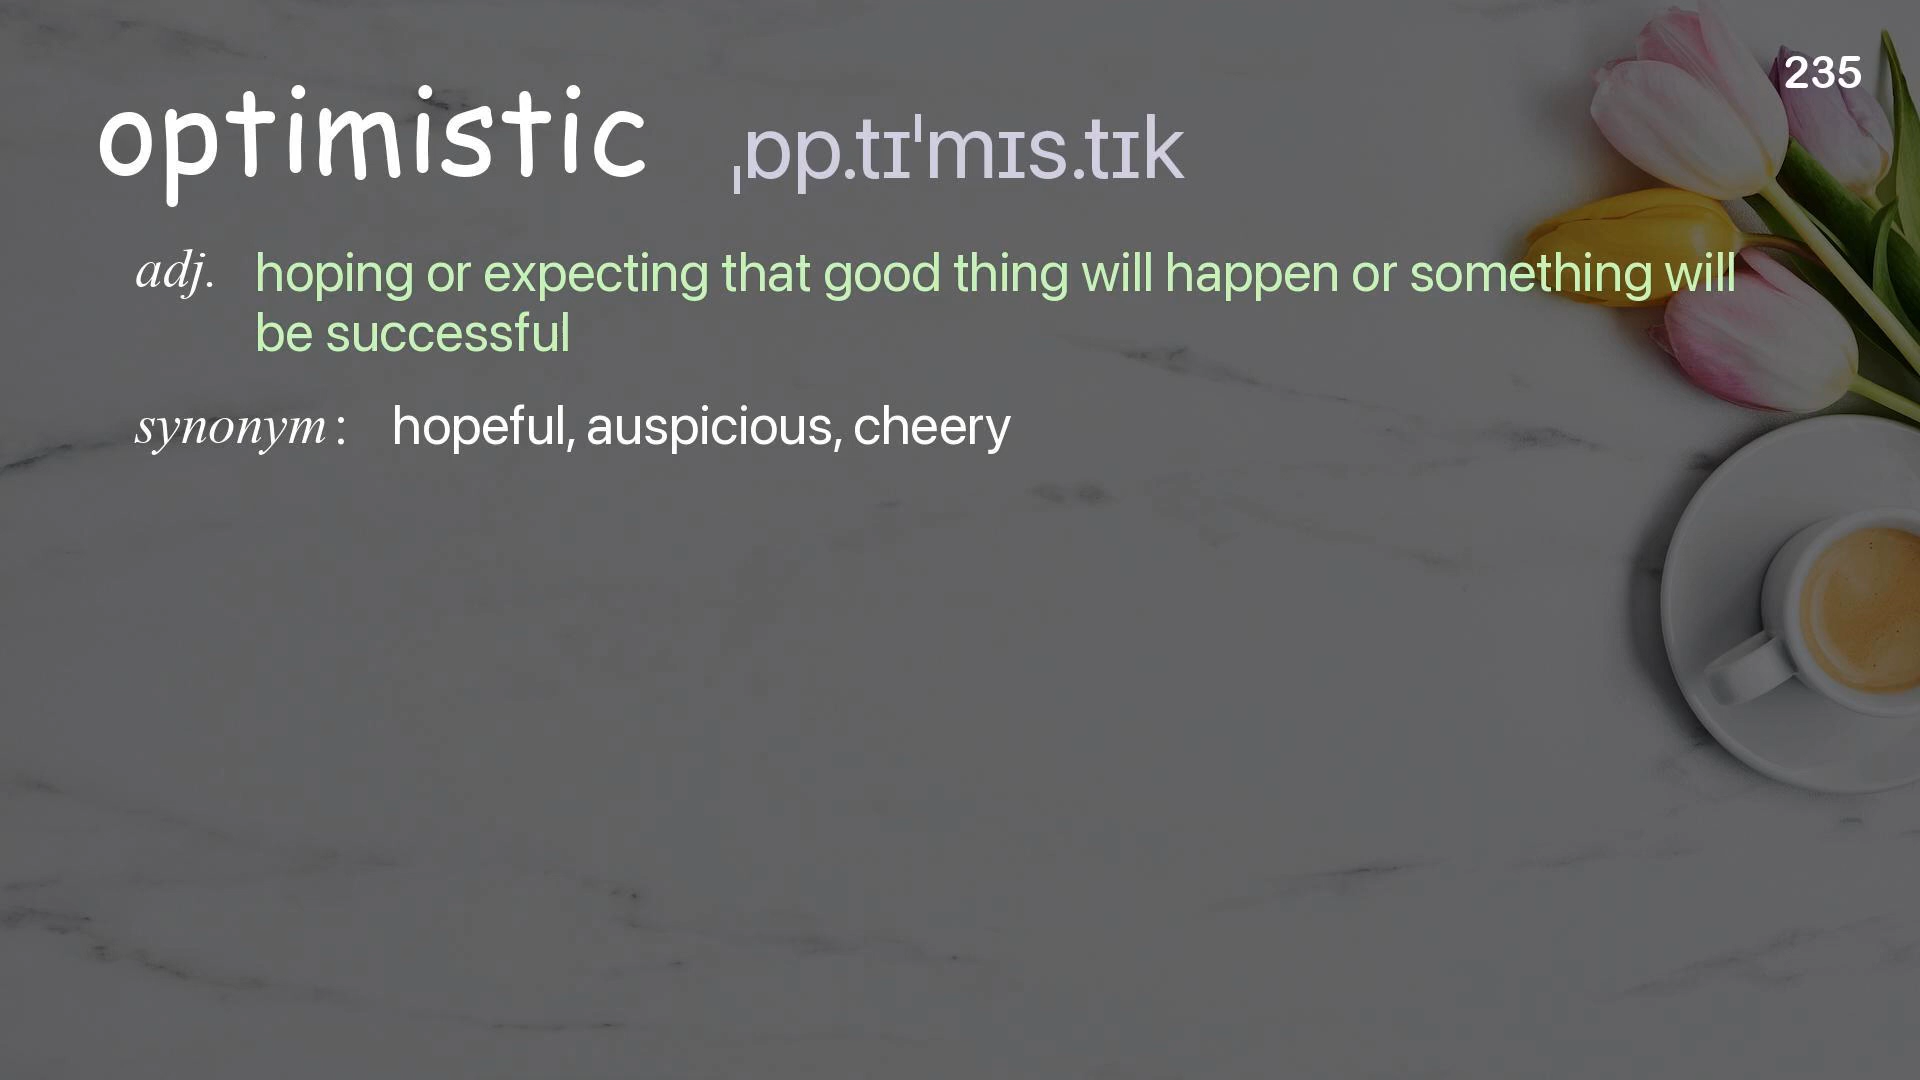 235
optimistic ˌɒp.tɪˈmɪs.tɪk
adj. hoping or expecting that good thing will happen or something will
be successful
synonym : hopeful, auspicious, cheery